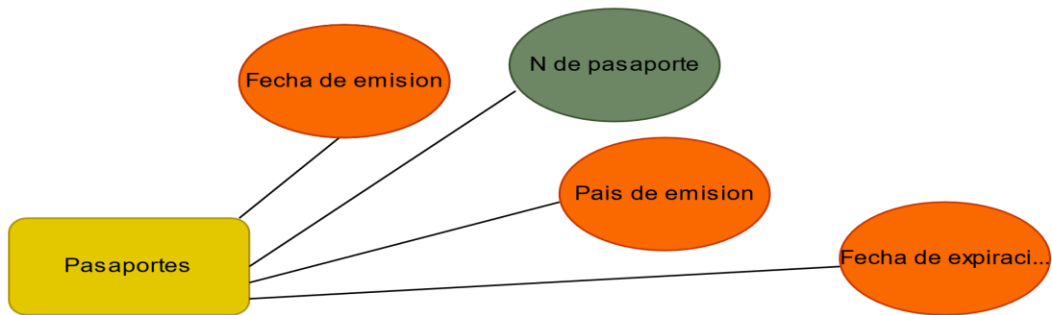 N de pasaporte
Fecha de emision
Pais de emision
Fecha de expiraci...
Pasaportes